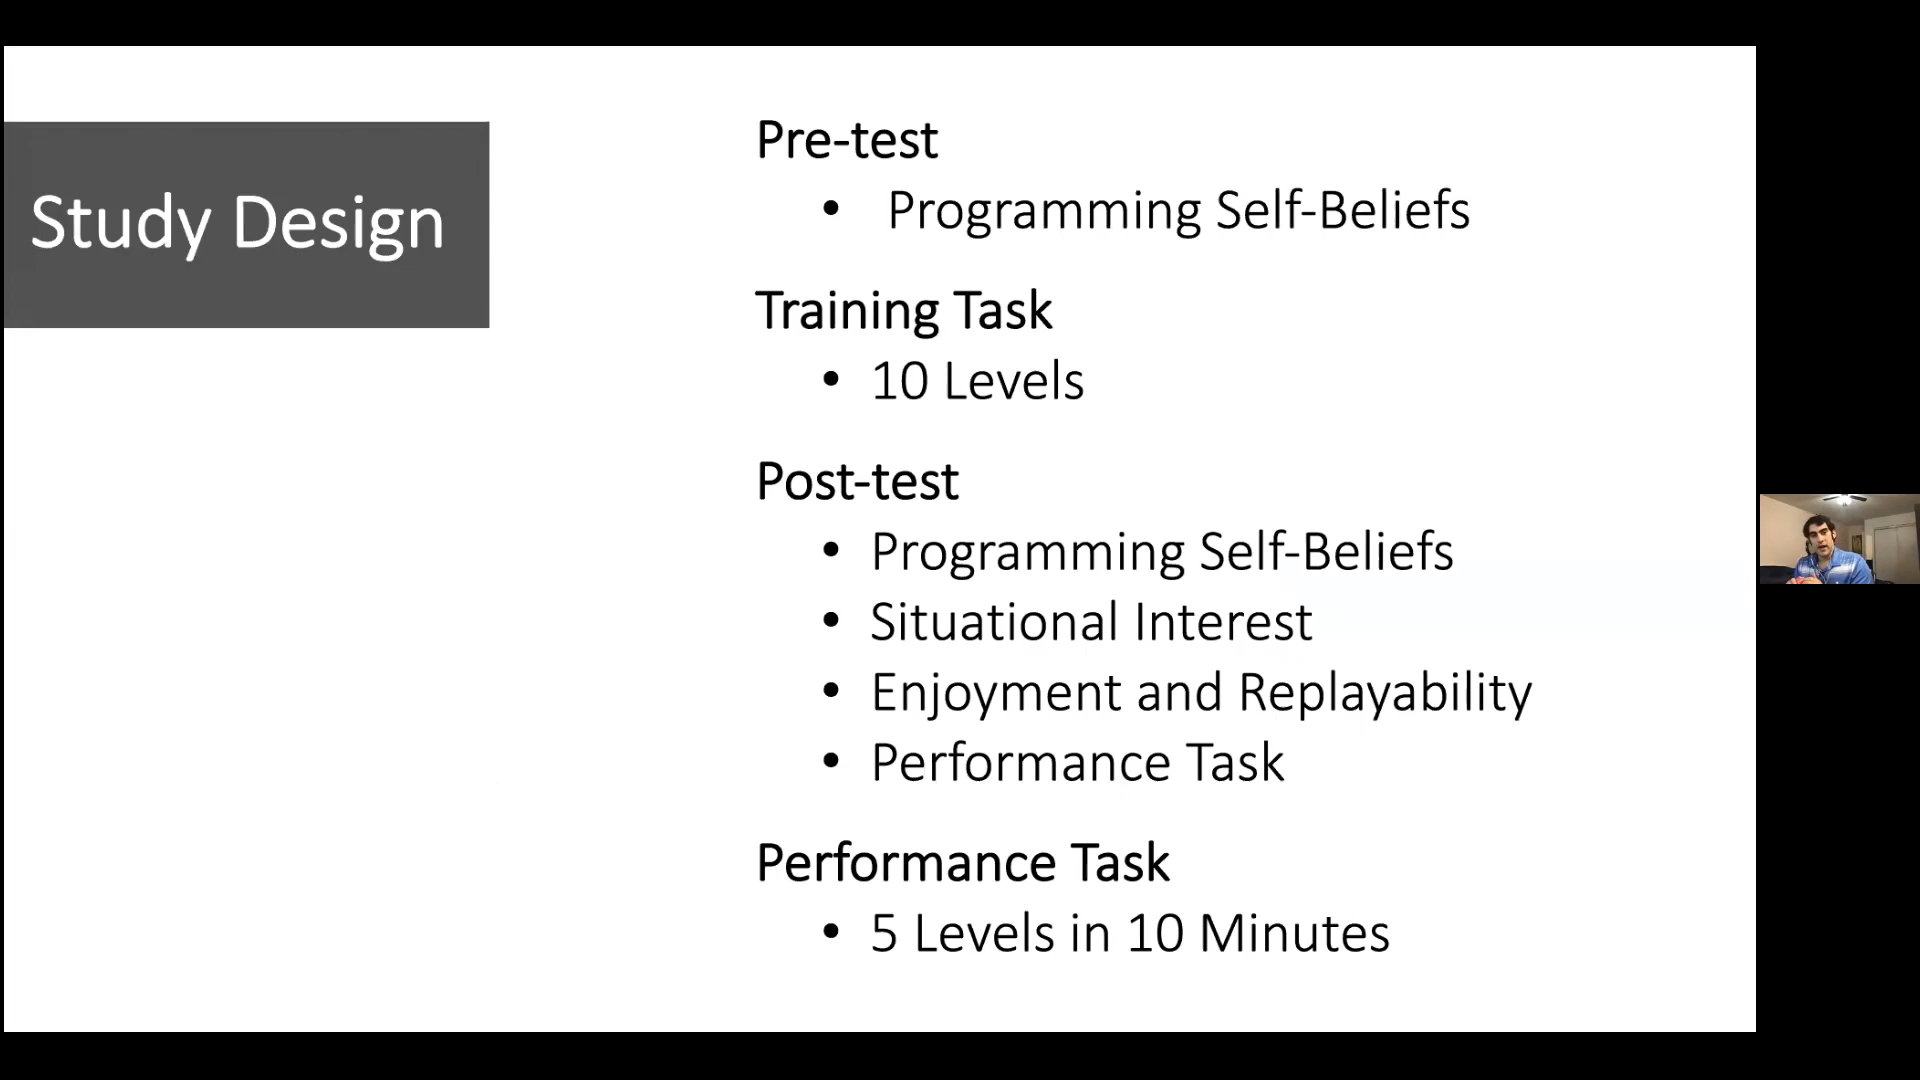 Study Design
Pre-test
• Programming Self-Beliefs
Training Task
• 10 Levels
Post-test
• Programming Self-Beliefs
• Situational Interest
• Enjoyment and Replayability
• Performance Task
Performance Task
• 5 Levels in 10 Minutes